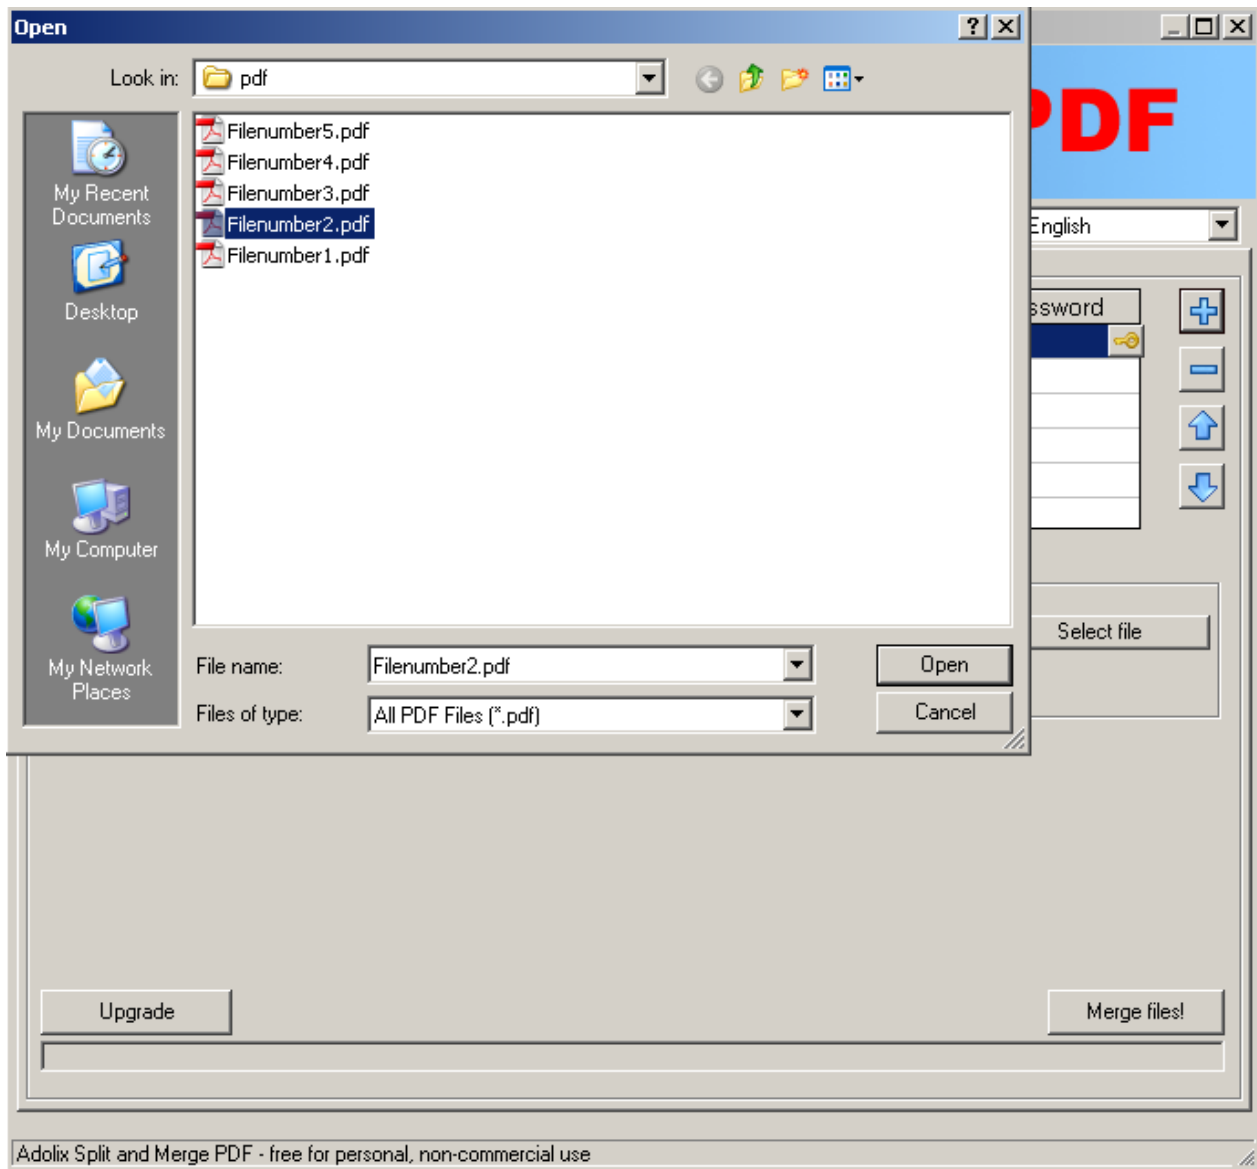 Open
Look in:
pdf
PDF
My Recent
Documents
Desktop
My Documents
My Computer
My Network
Places
Filenumber5.pdf
Filenumber4.pdf
Filenumber3.pdf
Filenumber2.pdf
Filenumber1.pdf
English
ssword
File name:
Filenumber2.pdf
Open
Files of type:
All PDF Files (*.pdf)
Cancel
Select file
Upgrade
Merge files!
Adolix Split and Merge PDF - free for personal, non-commercial use